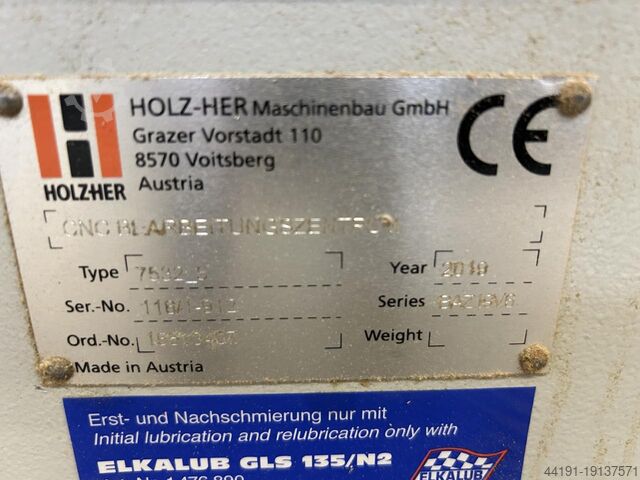 HOLZ-HER Maschinenbau GmbH
Grazer Vorstadt 110
8570 Voitsberg
Austria
CE
HOLZHER
CNC BEARBEITUNGSZENTRUM
Type 7532_5
Year 2019
Ser.-No.
Series
Ord.-No.
Weight
Made in Austria
Erst- und Nachschmierung nur mit
Initial lubrication and relubrication only with
ELKALUB GLS 135/N2
ELKALUB
44191-19137571